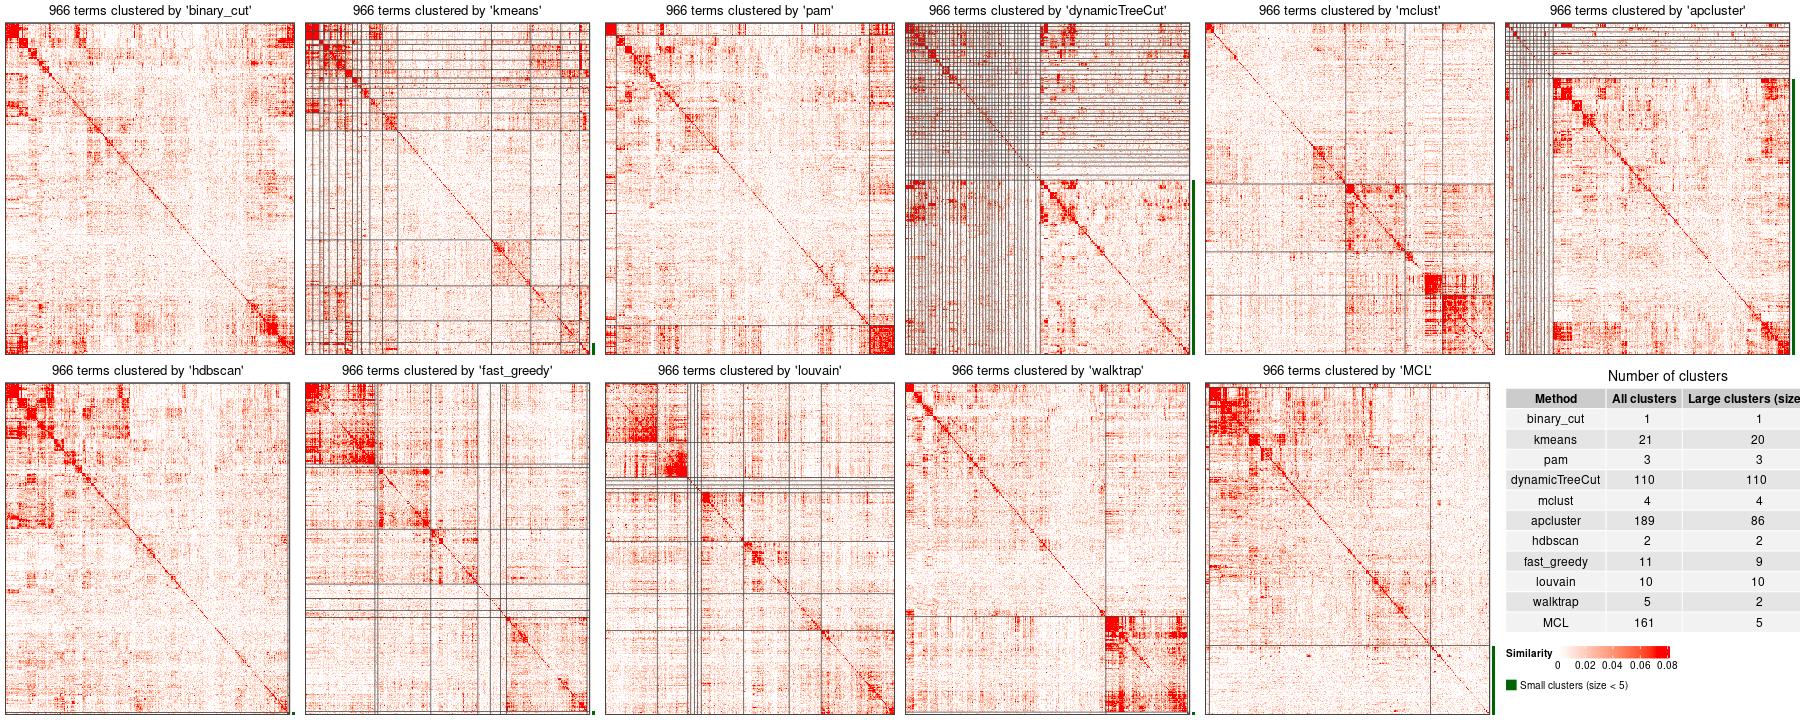 966 terms clustered by 'binary_cut'
966 terms clustered by 'kmeans'
966 terms clustered by 'pam'
966 terms clustered by 'dynamicTreeCut'
966 terms clustered by 'mclust'
966 terms clustered by 'apcluster'
966 terms clustered by 'hdbscan'
966 terms clustered by 'fast_greedy'
966 terms clustered by 'louvain'
966 terms clustered by 'walktrap'
966 terms clustered by 'MCL'
Number of clusters
Method All clusters Large clusters (size
binary_cut 1 1
kmeans 21 20
pam 3 3
dynamicTreeCut 110 110
mclust 4 4
apcluster 189 86
hdbscan 2 2
fast_greedy 11 9
louvain 10 10
walktrap 5 2
MCL 161 5
Similarity
0 0.02 0.04 0.06 0.08
Small clusters (size < 5)